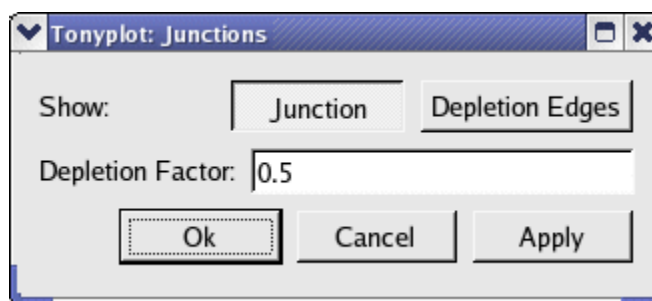 Tonyplot: Junctions
Show: Junction Depletion Edges
Depletion Factor: 0.5
Ok Cancel Apply